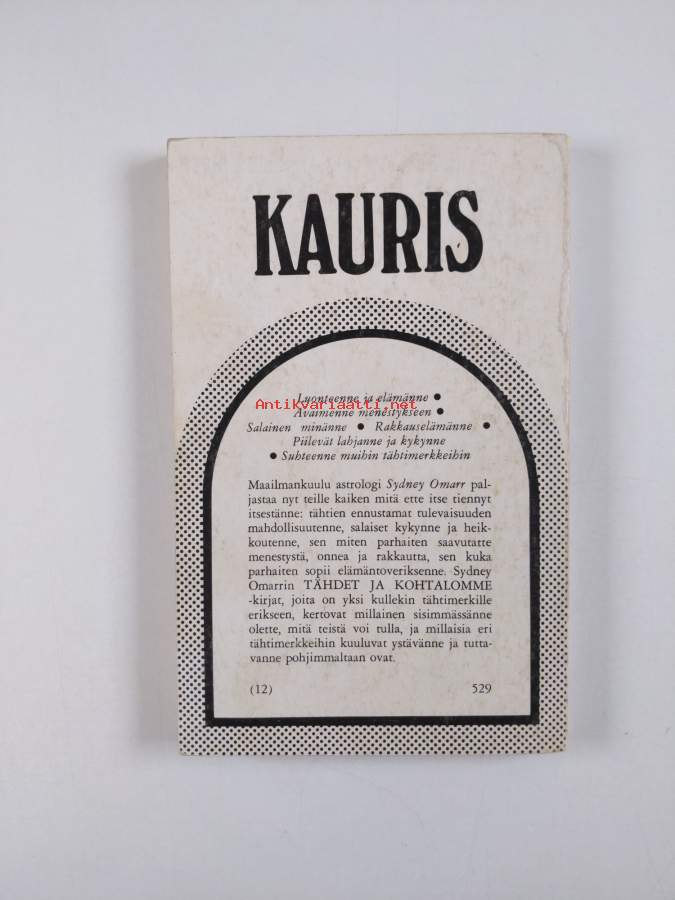 KAURIS
Luonteenne ja elämänne ●
Antikvariaatti.net
Avaimenne menestykseen ●
Salainen minänne ● Rakkauselämänne ●
Piilevät lahjanne ja kykynne
● Suhteenne muihin tähtimerkkeihin
Maailmankuulu astrologi Sydney Omarr pal-
jastaa nyt teille kaiken mitä ette itse tiennyt
itsestänne: tähtien ennustamat tulevaisuuden
mahdollisuutenne, salaiset kykynne ja heik-
koutenne, sen miten parhaiten saavutatte
menestystä, onnea ja rakkautta, sen kuka
parhaiten sopii elämäntoveriksenne. Sydney
Omarrin TÄHDET JA KOHTALOMME
-kirjat, joita on yksi kullekin tähtimerkille
erikseen, kertovat millainen sisimmässänne
olette, mitä teistä voi tulla, ja millaisia eri
tähtimerkkeihin kuuluvat ystävänne ja tutta-
vanne pohjimmaltaan ovat.
(12) 529